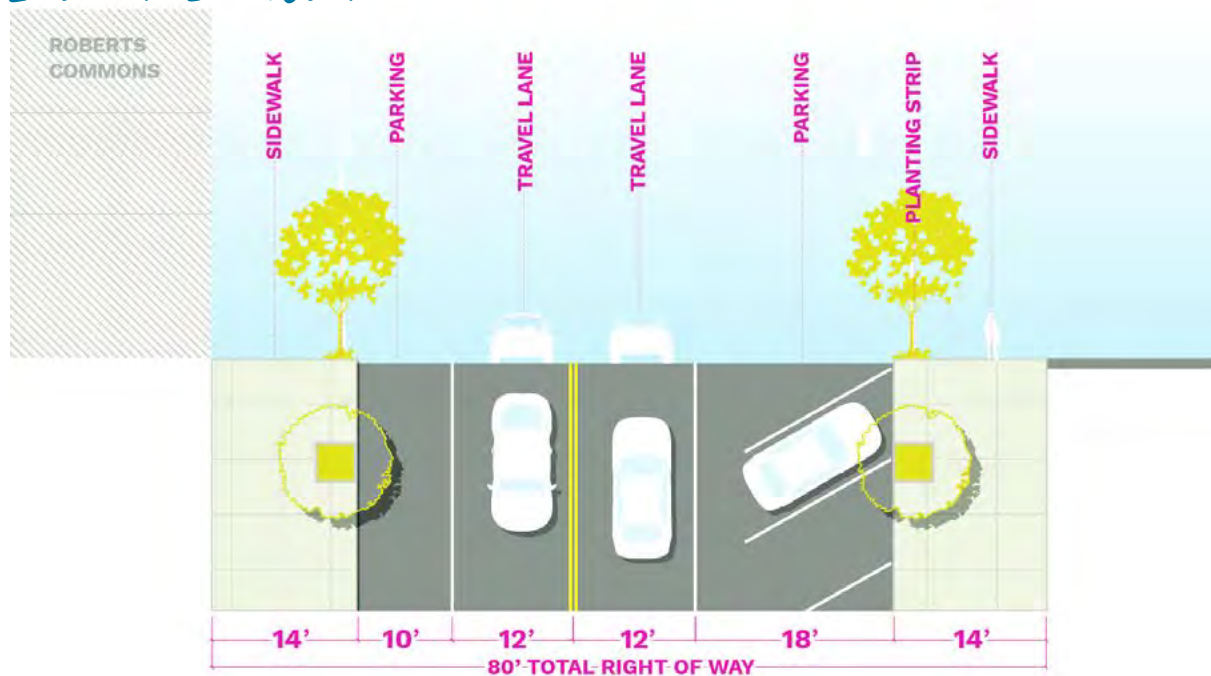 ROBERTS
COMMONS
SIDEWALK
PARKING
TRAVEL LANE
TRAVEL LANE
PARKING
PLANTING STRIP
SIDEWALK
14'
10'
12'
12'
18'
14'
80' TOTAL RIGHT OF WAY